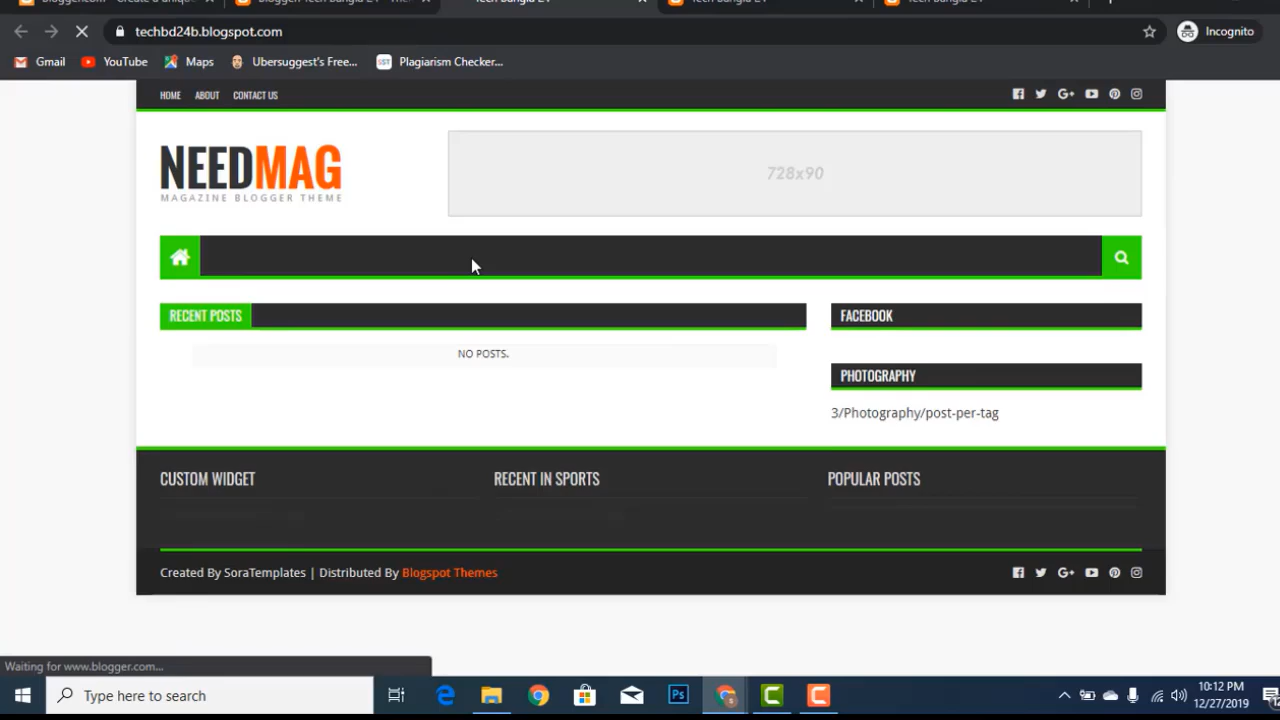 techbd24b.blogspot.com
Incognito
Gmail
YouTube
Maps
Ubersuggest's Free...
SST
Plagiarism Checker...
HOME
ABOUT
CONTACT US
NEEDMAG
MAGAZINE BLOGGER THEME
728x90
RECENT POSTS
FACEBOOK
NO POSTS.
PHOTOGRAPHY
3/Photography/post-per-tag
CUSTOM WIDGET
RECENT IN SPORTS
POPULAR POSTS
Created By SoraTemplates | Distributed By Blogspot Themes
Waiting for www.blogger.com...
Type here to search
Ps
10:12 PM
12/27/2019